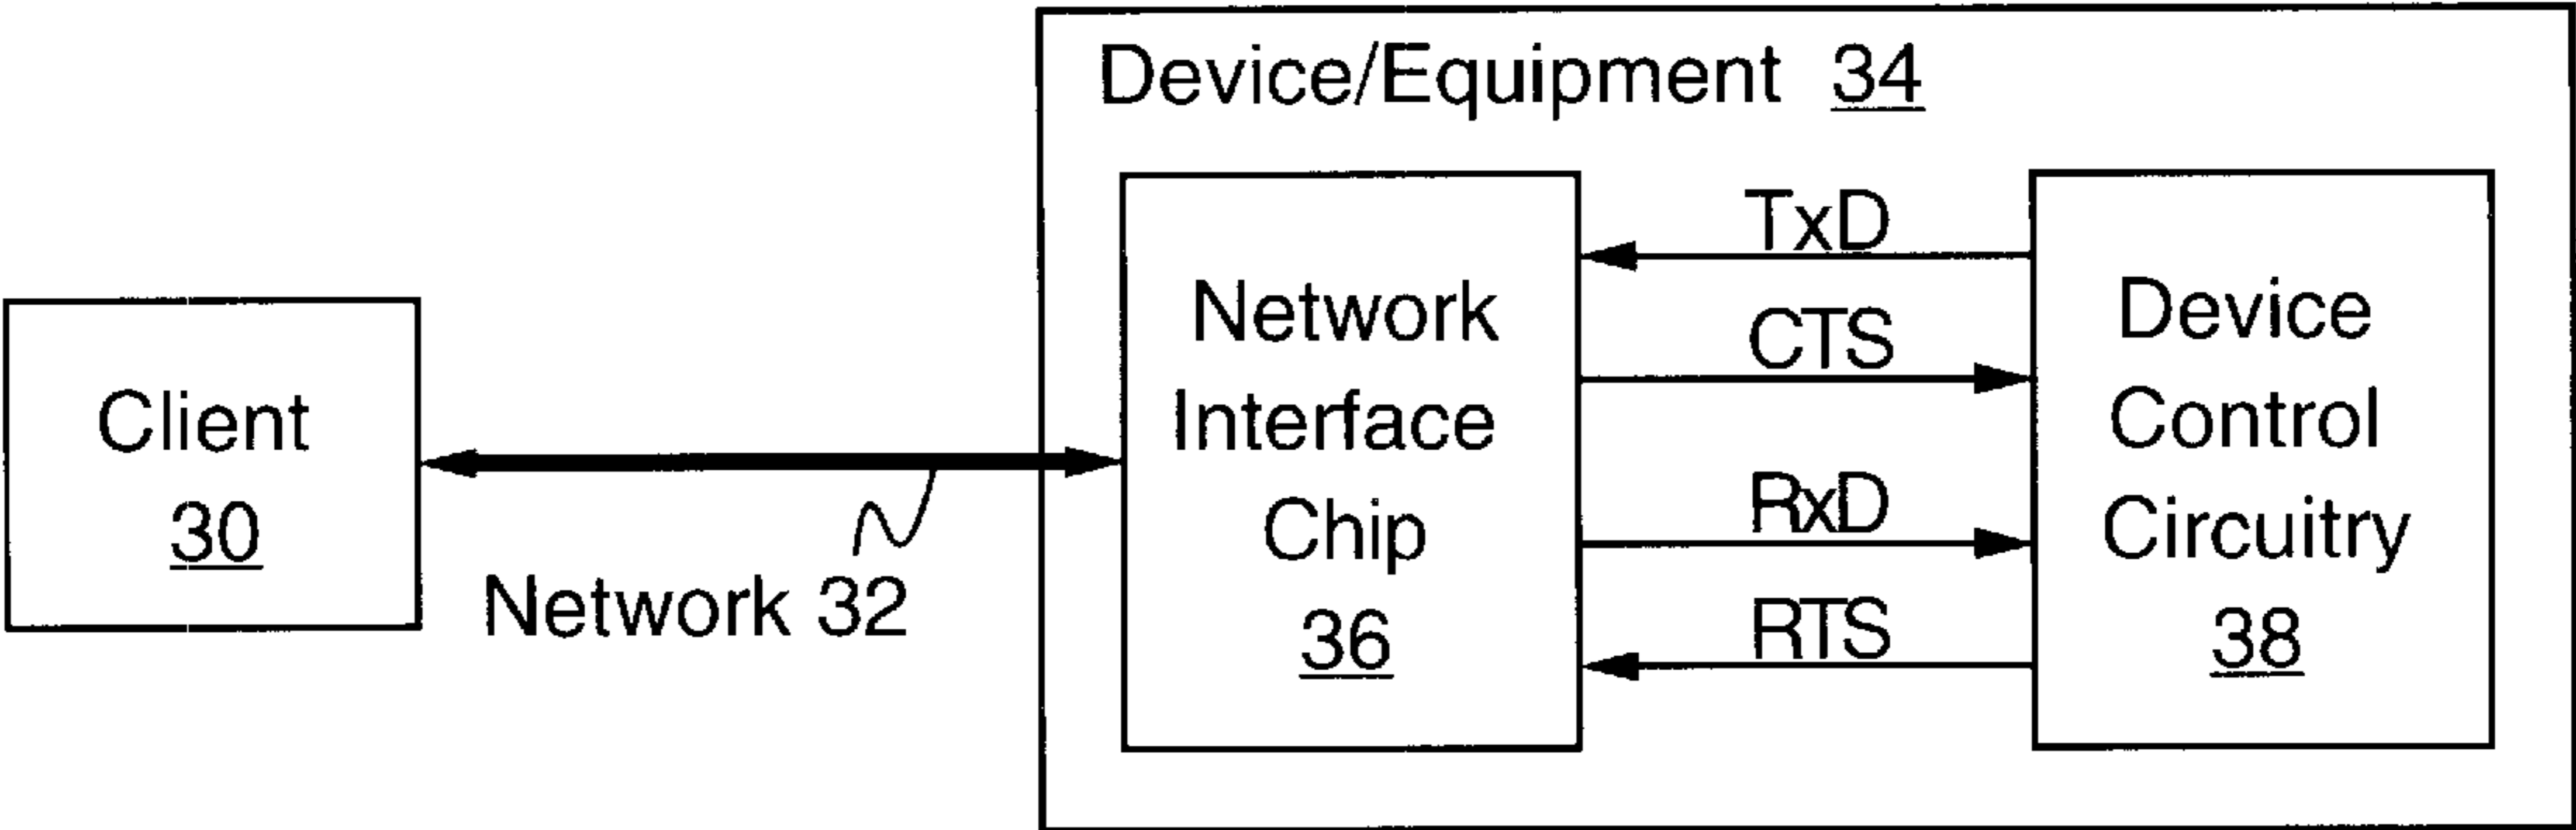 Device/Equipment 34
Client
30
Network 32
Network
Interface
Chip
36
TxD
CTS
RxD
RTS
Device
Control
Circuitry
38